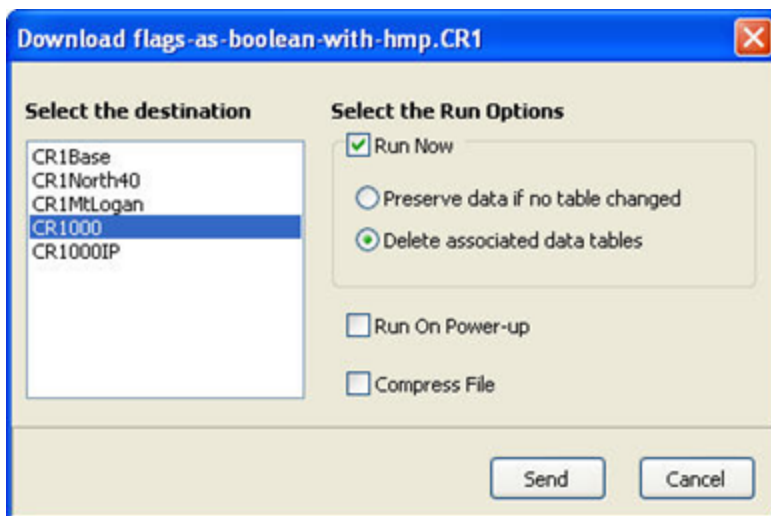 Download flags-as-boolean-with-hmp.CR1
Select the destination
CR1Base
CR1North40
CR1MtLogan
CR1000
CR1000IP
Select the Run Options
Run Now
Preserve data if no table changed
Delete associated data tables
Run On Power-up
Compress File
Send
Cancel